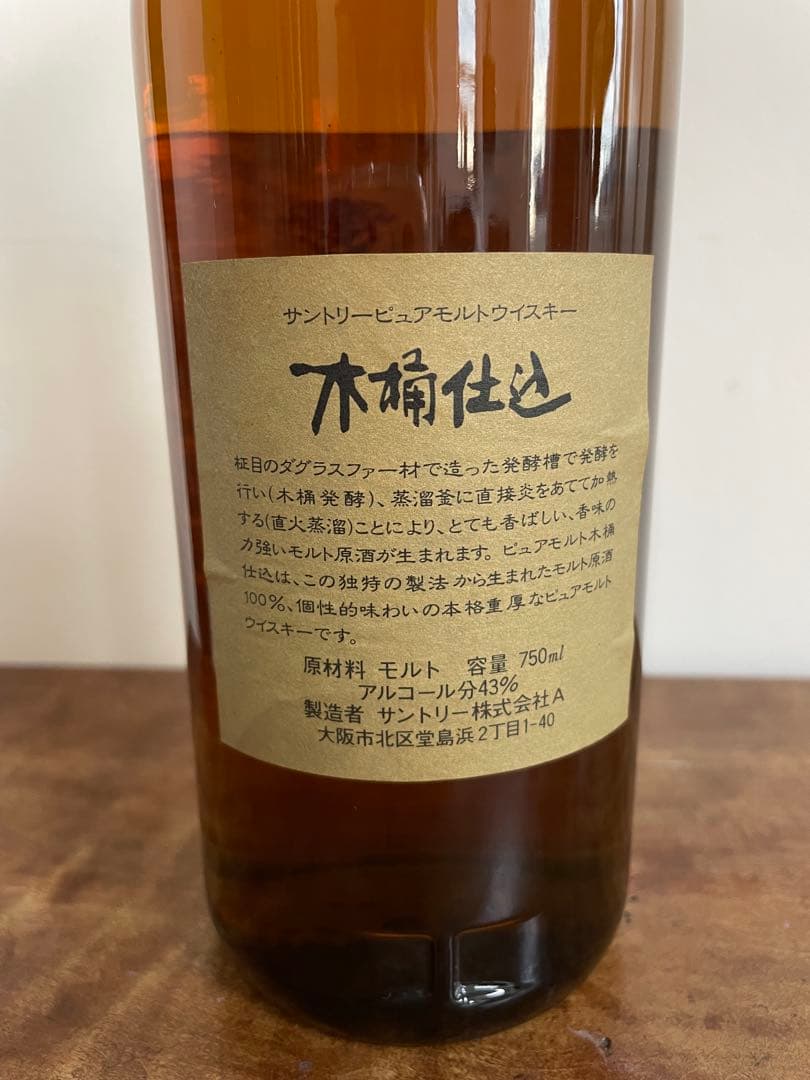 サントリーピュアモルトウイスキー
木桶仕込
柾目のダグラスファー材で造った発酵槽で発酵を
行い(木桶発酵)、蒸溜釜に直接炎をあてて加熱
する(直火蒸溜)ことにより、とても香ばしい、香味の
力強いモルト原酒が生まれます。ピュアモルト木桶
仕込は、この独特の製法から生まれたモルト原酒
100%、個性的味わいの本格重厚なピュアモルト
ウイスキーです。
原材料 モルト 容量 750ml
アルコール分43%
製造者 サントリー株式会社A
大阪市北区堂島浜2丁目1-40